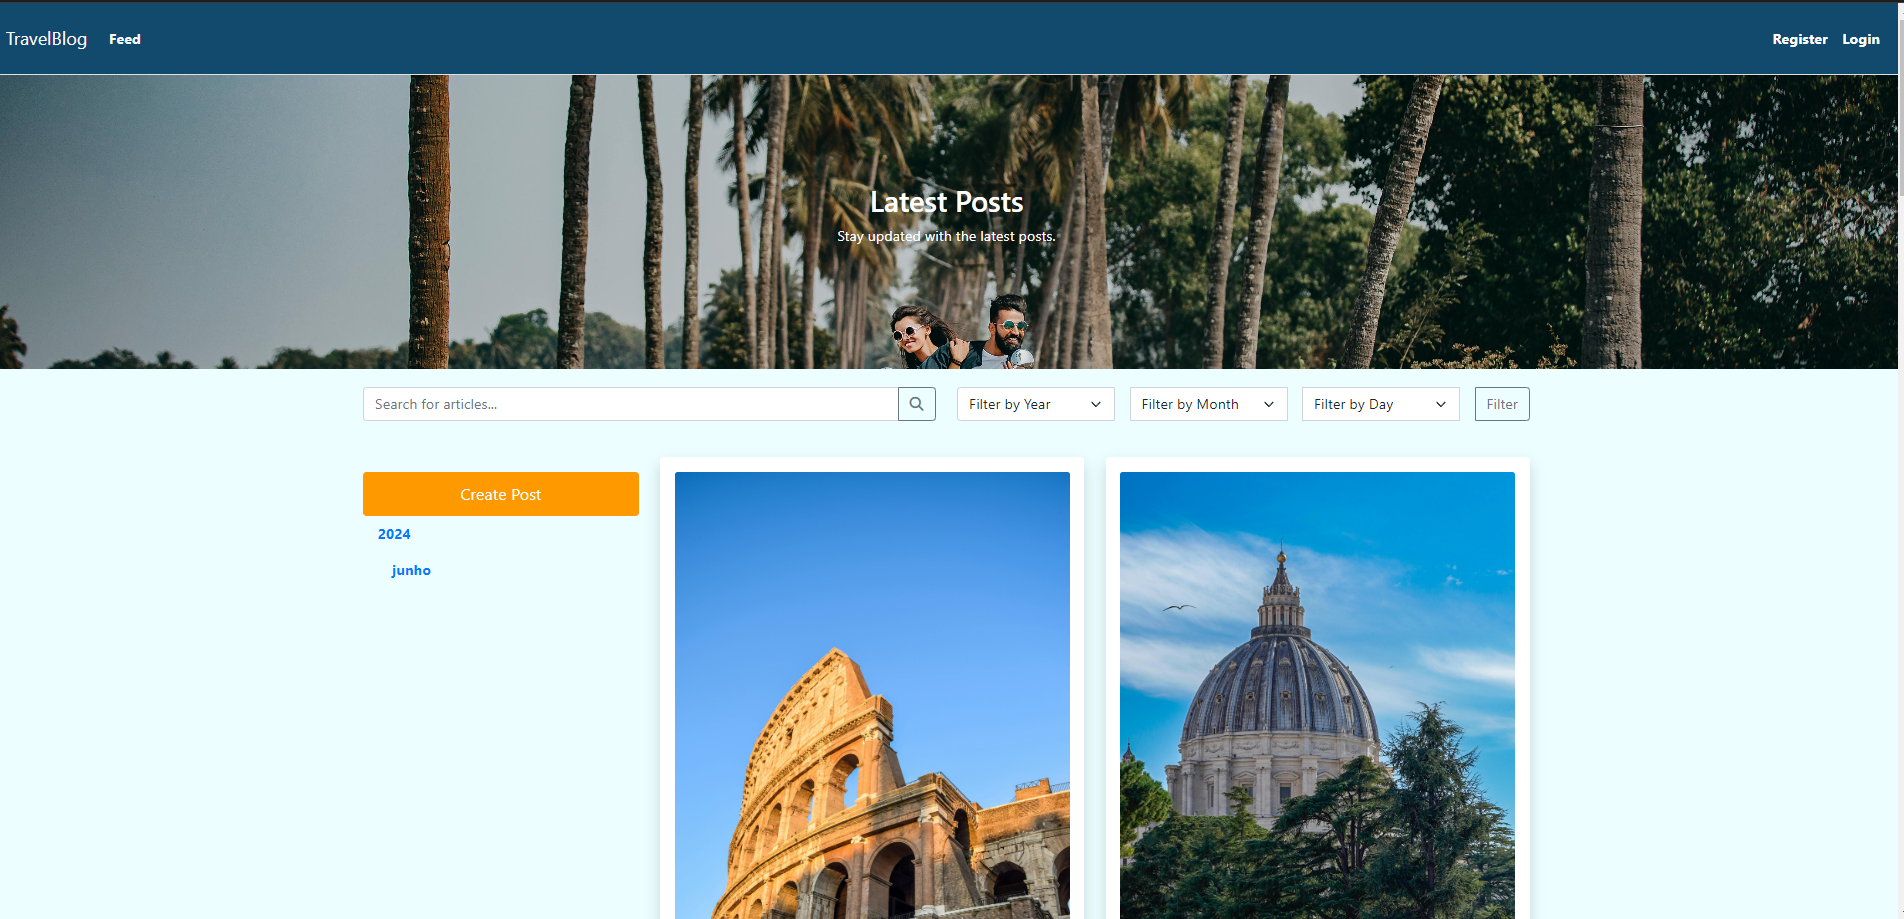 TravelBlog Feed Register Login
Latest Posts
Stay updated with the latest posts.
Search for articles... Filter by Year Filter by Month Filter by Day Filter
Create Post
2024
junho